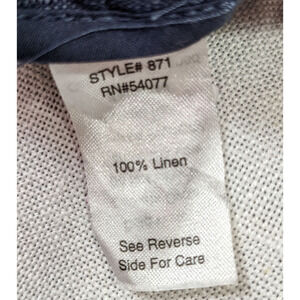 STYLE# 871
RN#54077
100% Linen
See Reverse
Side For Care